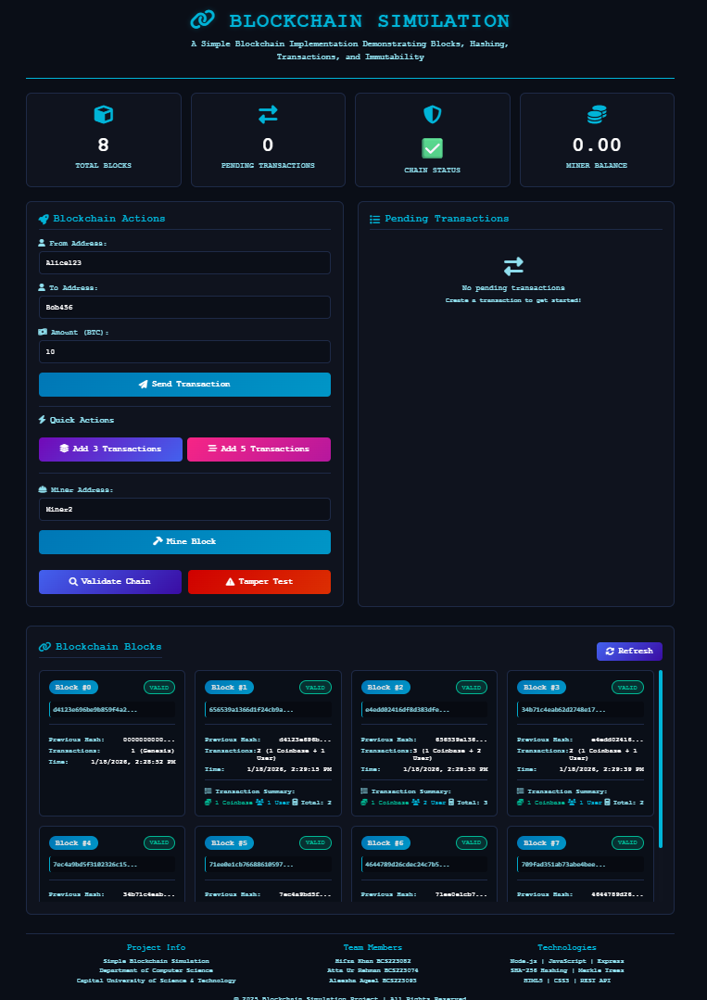 BLOCKCHAIN SIMULATION
A Simple Blockchain Implementation Demonstrating Blocks, Hashing,
Transactions, and Immutability
8
TOTAL BLOCKS
0
PENDING TRANSACTIONS
CHAIN STATUS
0.00
MINER BALANCE
Blockchain Actions
From Address:
Alice123
To Address:
Bob456
Amount (BTC):
10
Send Transaction
Quick Actions
Add 3 Transactions
Add 5 Transactions
Miner Address:
Miner2
Mine Block
Validate Chain
Tamper Test
Pending Transactions
No pending transactions
Create a transaction to get started!
Blockchain Blocks
Refresh
Block #0
VALID
d4123e696be9b859f4a2...
Previous Hash: 0000000000...
Transactions: 1 (Genesis)
Time: 1/18/2026, 2:28:52 PM
Block #1
VALID
656539a1366d1f24cb9a...
Previous Hash: d4123e696b...
Transactions:2 (1 Coinbase + 1
User)
Time: 1/18/2026, 2:29:15 PM
Transaction Summary:
1 Coinbase 1 User Total: 2
Block #2
VALID
e4edd02416df8d383dfe...
Previous Hash: 656539a136...
Transactions:3 (1 Coinbase + 2
User)
Time: 1/18/2026, 2:29:30 PM
Transaction Summary:
1 Coinbase 2 User Total: 3
Block #3
VALID
34b71c4eab62d2748e17...
Previous Hash: e4edd02416...
Transactions:2 (1 Coinbase + 1
User)
Time: 1/18/2026, 2:29:39 PM
Transaction Summary:
1 Coinbase 1 User Total: 2
Block #4
VALID
7ec4a9bd5f3102326c15...
Previous Hash: 34b71c4eab...
Block #5
VALID
71ee0e1cb76688610597...
Previous Hash: 7ec4a9bd5f...
Block #6
VALID
4644789d26cdec24c7b5...
Previous Hash: 71ee0e1cb7...
Block #7
VALID
709fad351ab73abe4bee...
Previous Hash: 4644789d26...
Project Info
Simple Blockchain Simulation
Department of Computer Science
Capital University of Science & Technology
Team Members
Hifza Khan BCS223082
Atta Ur Rehman BCS223074
Aleesha Aqeel BCS223093
Technologies
Node.js | JavaScript | Express
SHA-256 Hashing | Merkle Trees
HTML5 | CSS3 | REST API
© 2025 Blockchain Simulation Project | All Rights Reserved